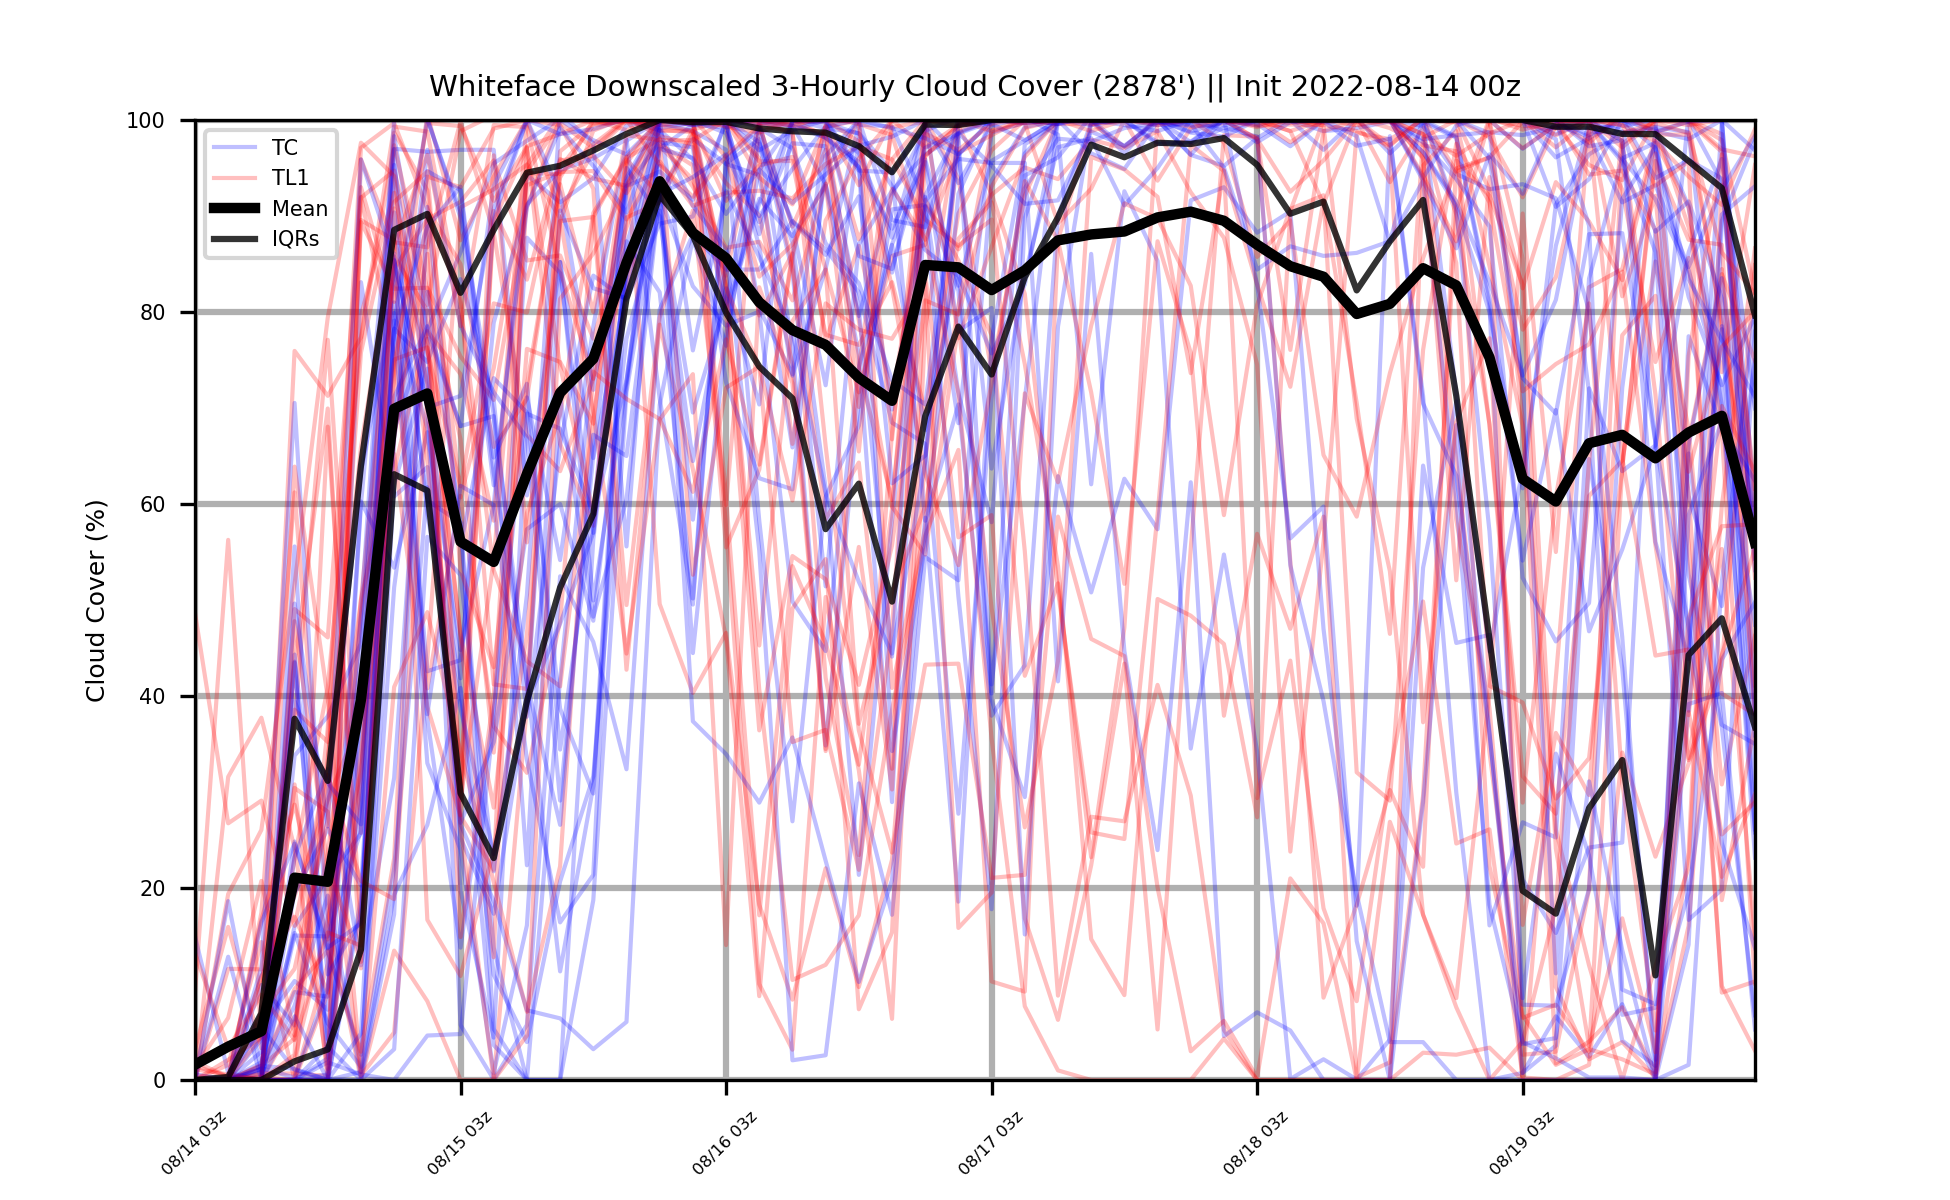 Whiteface Downscaled 3-Hourly Cloud Cover (2878') || Init 2022-08-14 00z
100
80
60
40
20
0
Cloud Cover (%)
TC
TL1
Mean
IQRs
08/14 03z
08/15 03z
08/16 03z
08/17 03z
08/18 03z
08/19 03z